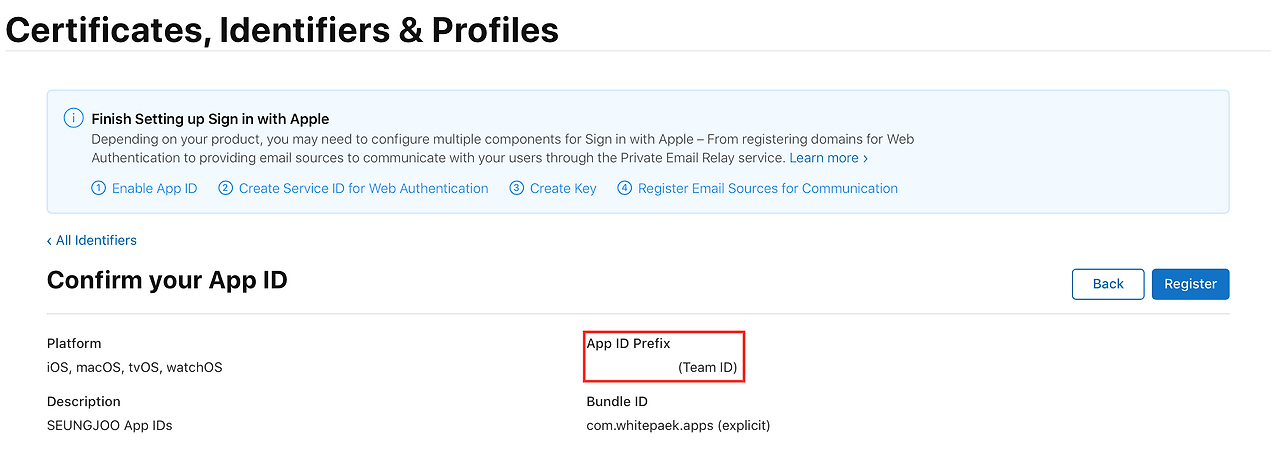 Certificates, Identifiers & Profiles
Finish Setting up Sign in with Apple
Depending on your product, you may need to configure multiple components for Sign in with Apple – From registering domains for Web
Authentication to providing email sources to communicate with your users through the Private Email Relay service. Learn more ›
1 Enable App ID 2 Create Service ID for Web Authentication 3 Create Key 4 Register Email Sources for Communication
‹ All Identifiers
Confirm your App ID
Back Register
Platform
iOS, macOS, tvOS, watchOS
App ID Prefix
(Team ID)
Description
SEUNGJOO App IDs
Bundle ID
com.whitepaek.apps (explicit)